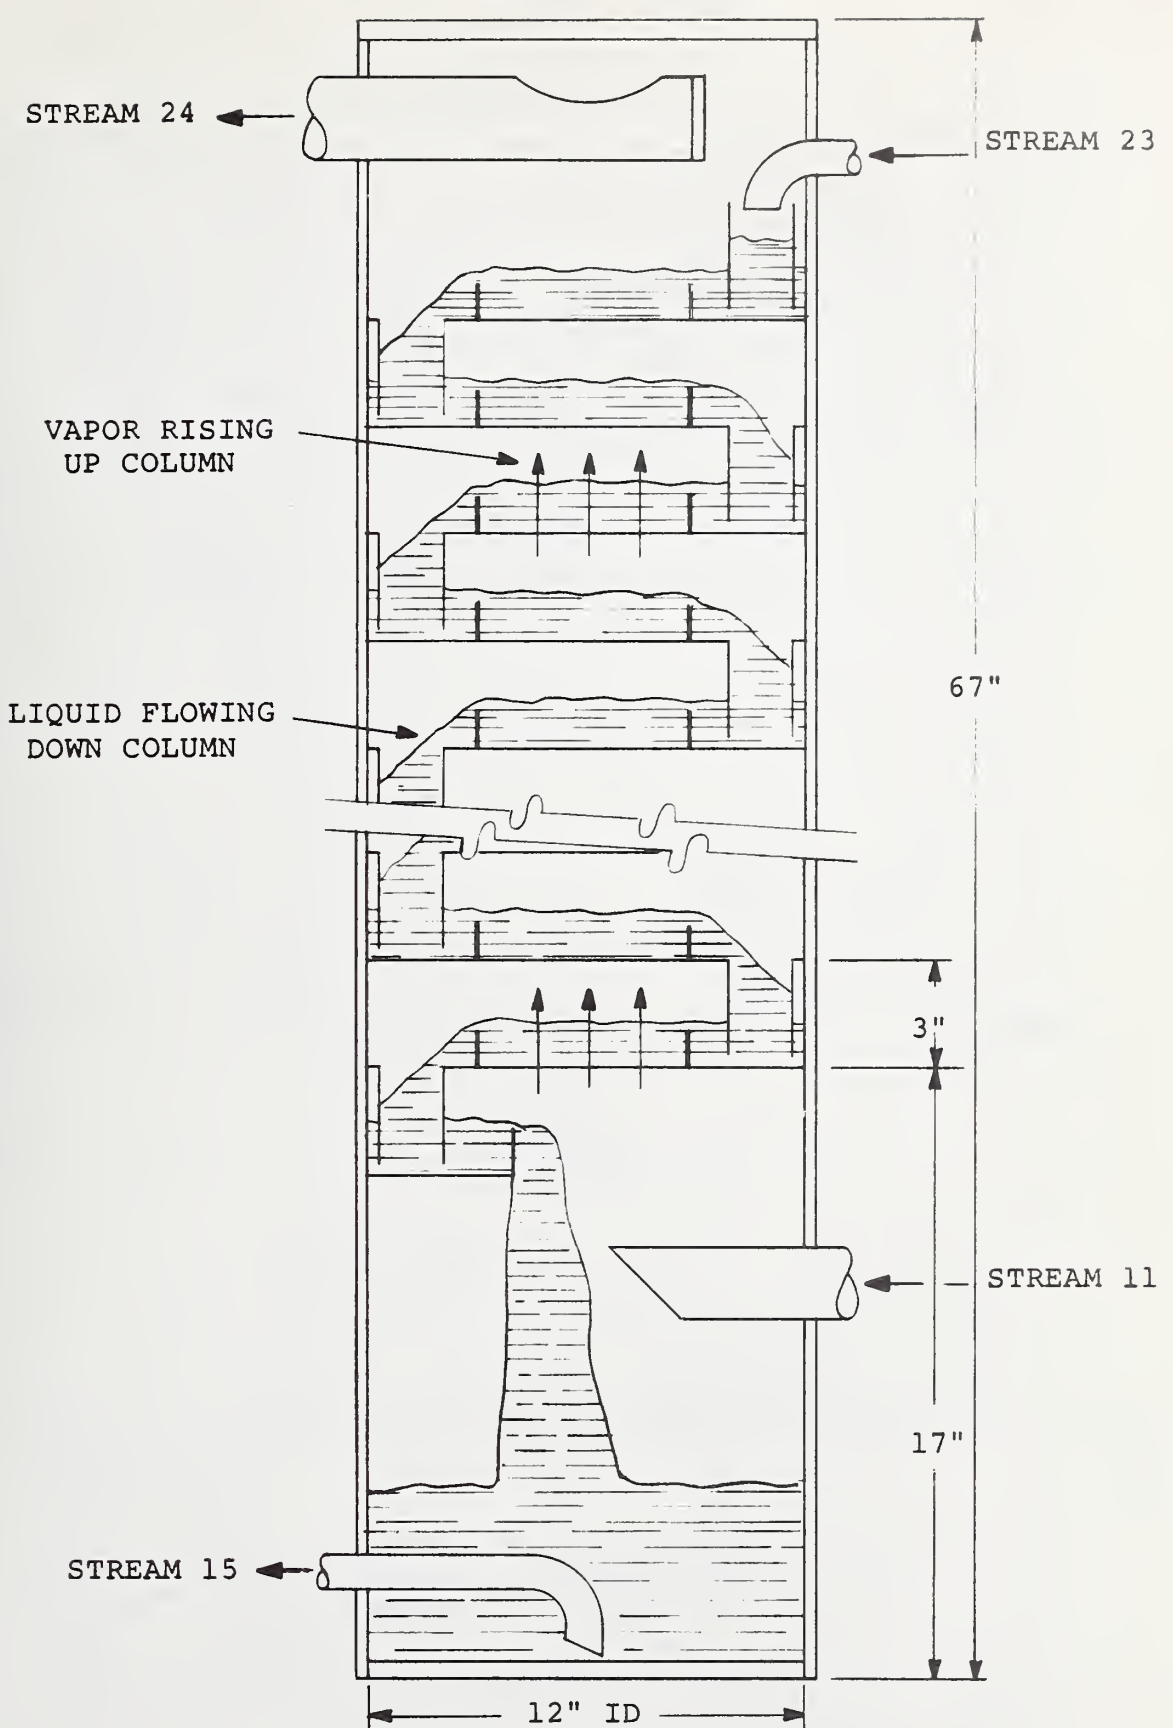 STREAM 24
STREAM 23
VAPOR RISING
UP COLUMN
67"
LIQUID FLOWING
DOWN COLUMN
3"
STREAM 11
17"
STREAM 15
12" ID